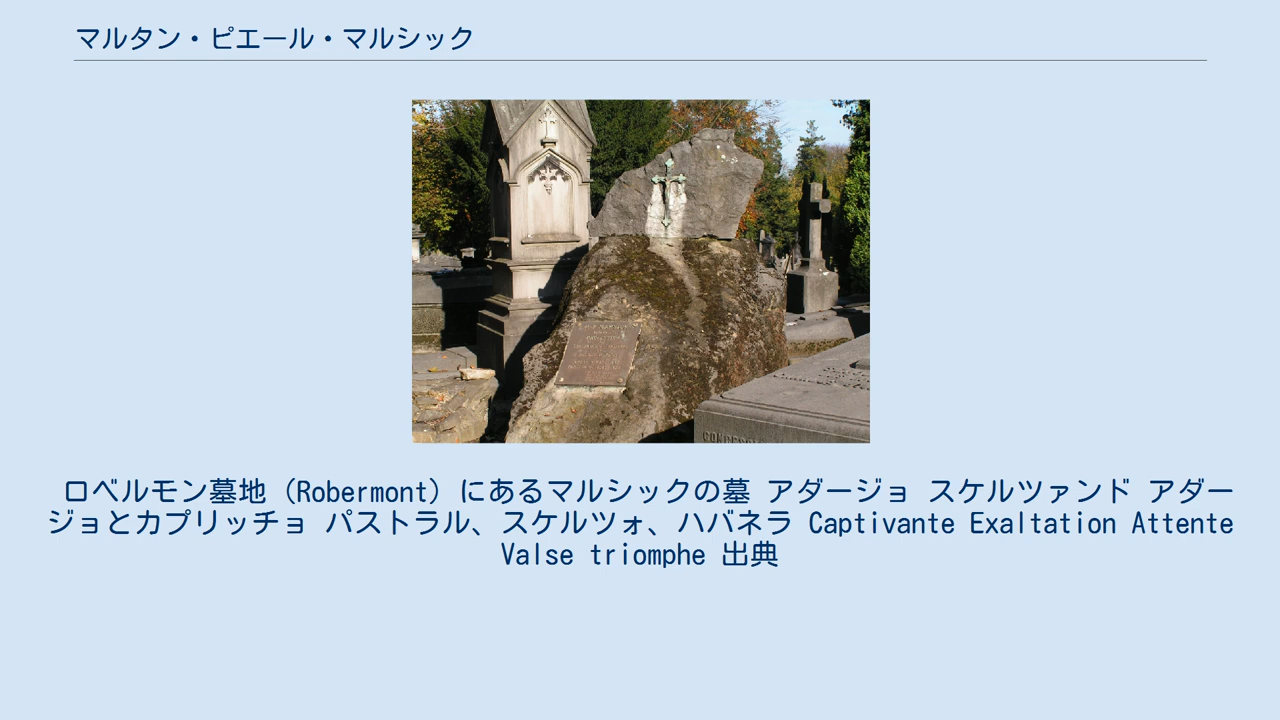 マルタン・ピエール・マルシック
ロベルモン墓地（Robermont）にあるマルシックの墓 アダージョ スケルツァンド アダー
ジョとカプリッチョ パストラル、スケルツォ、ハバネラ Captivante Exaltation Attente
Valse triomphe 出典